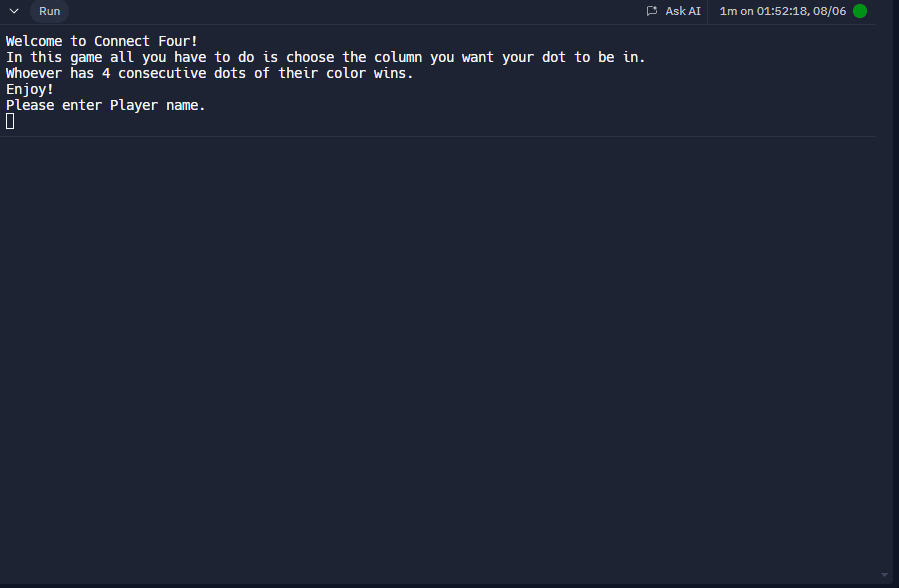 Run Ask AI 1m on 01:52:18, 08/06
Welcome to Connect Four!
In this game all you have to do is choose the column you want your dot to be in.
Whoever has 4 consecutive dots of their color wins.
Enjoy!
Please enter Player name.